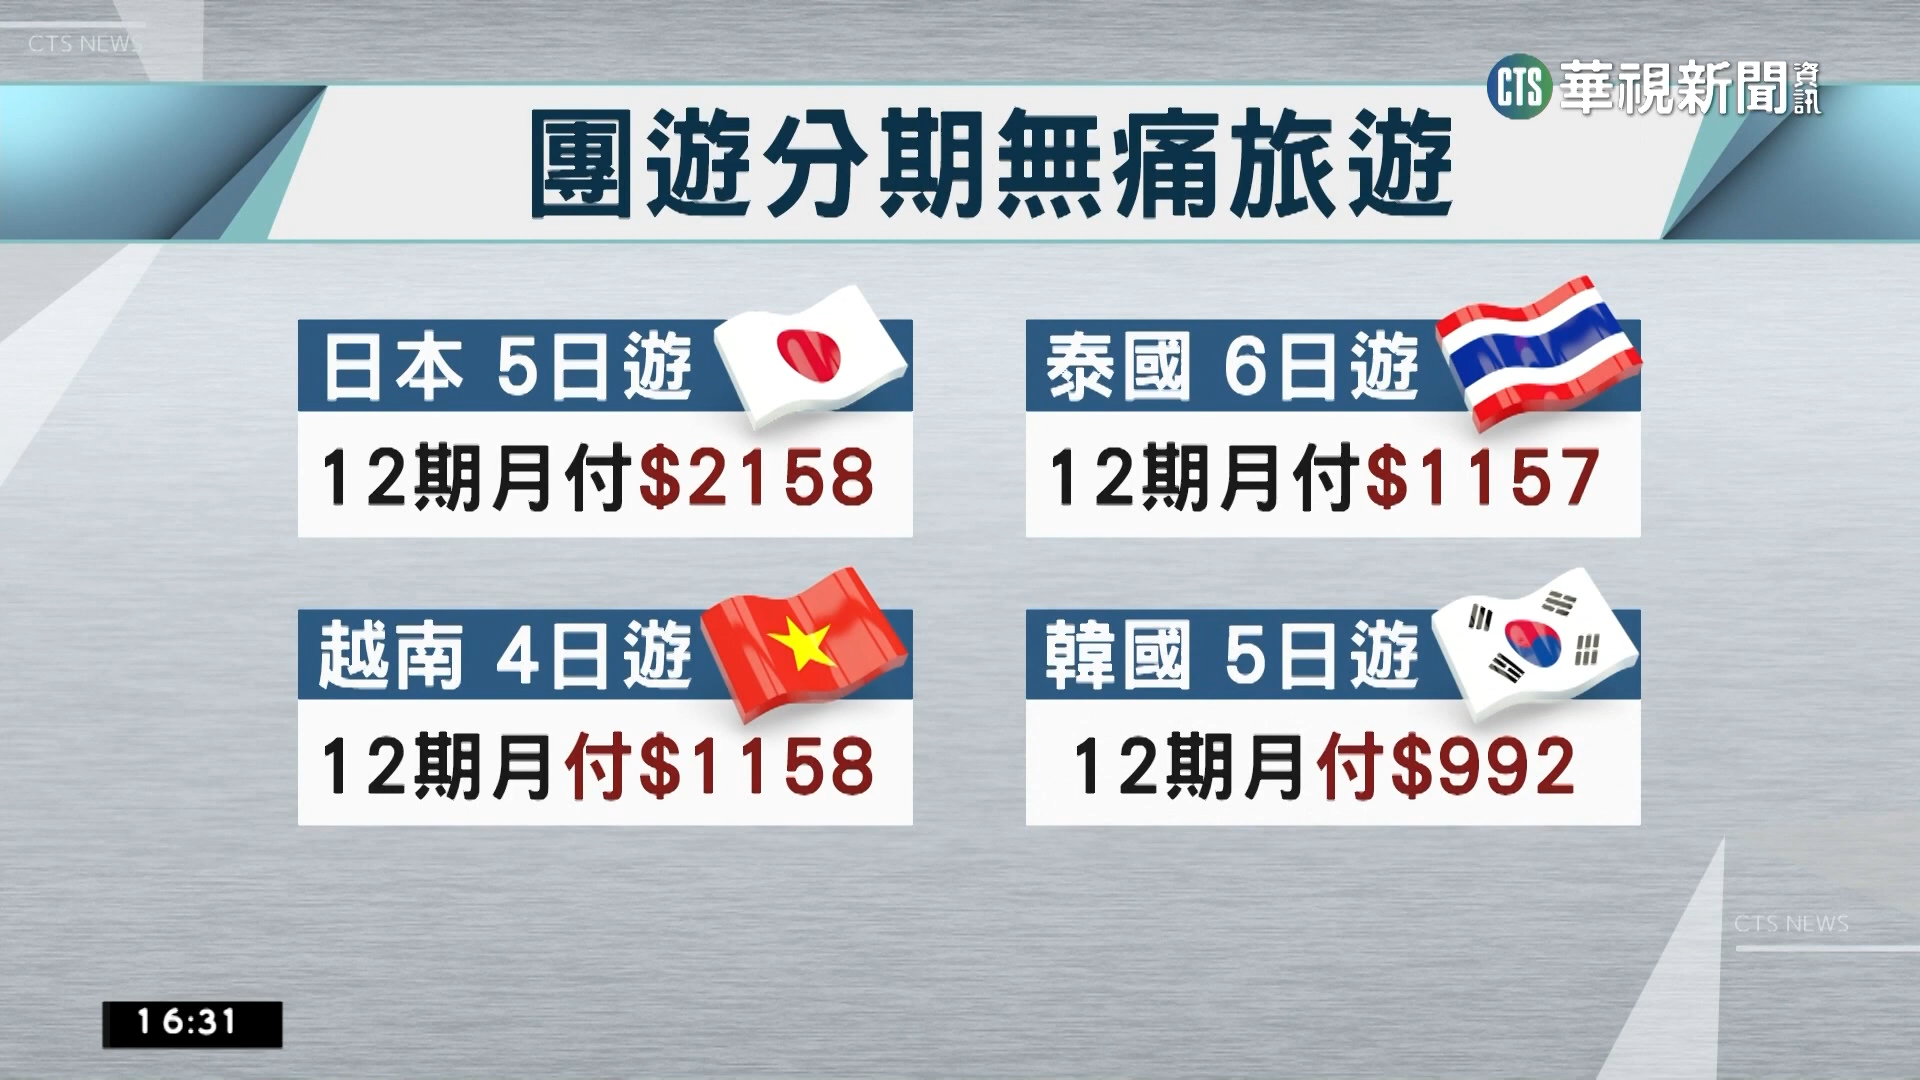 CTS NEWS
CTS 華視新聞資訊
團遊分期無痛旅遊
日本 5日遊
12期月付$2158
泰國 6日遊
12期月付$1157
越南 4日遊
12期月付$1158
韓國 5日遊
12期月付$992
CTS NEWS
16:31